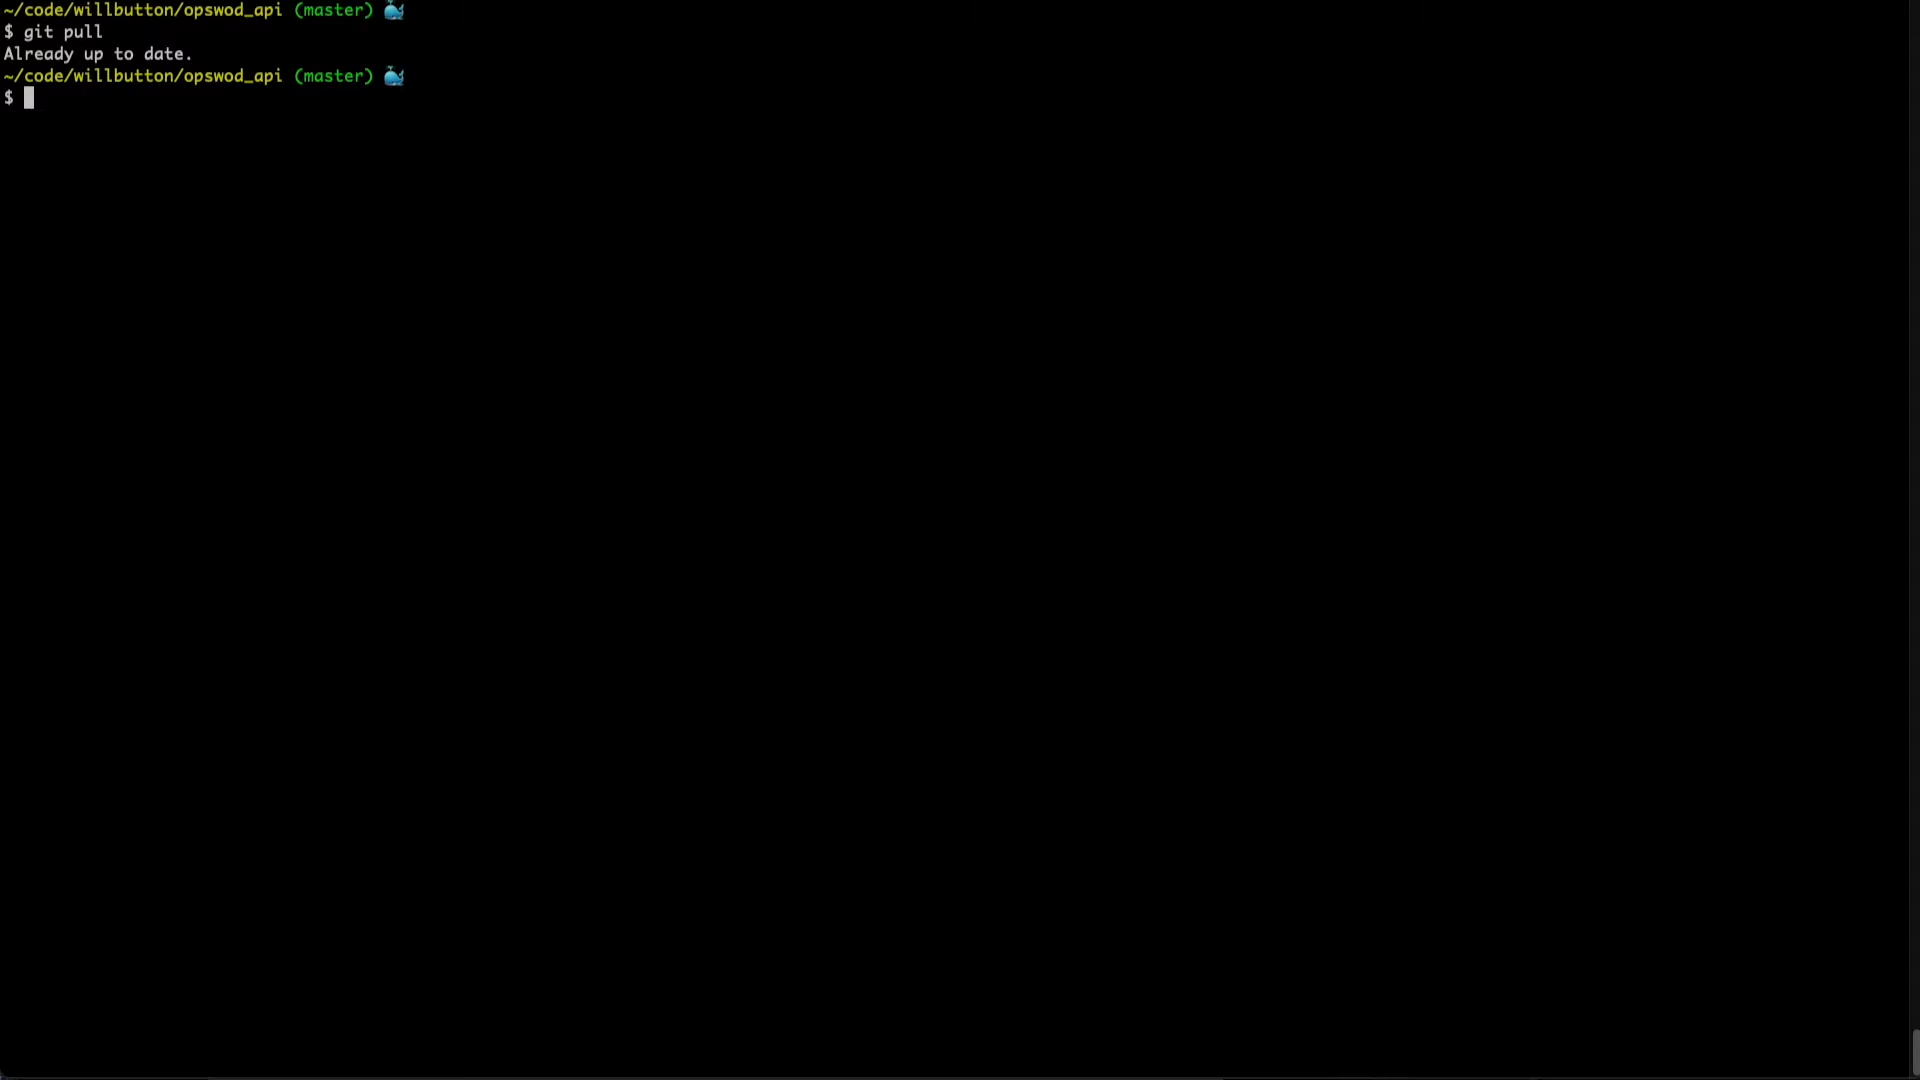 ~/code/willbutton/opswod_api (master) 🐳
$ git pull
Already up to date.
~/code/willbutton/opswod_api (master) 🐳
$